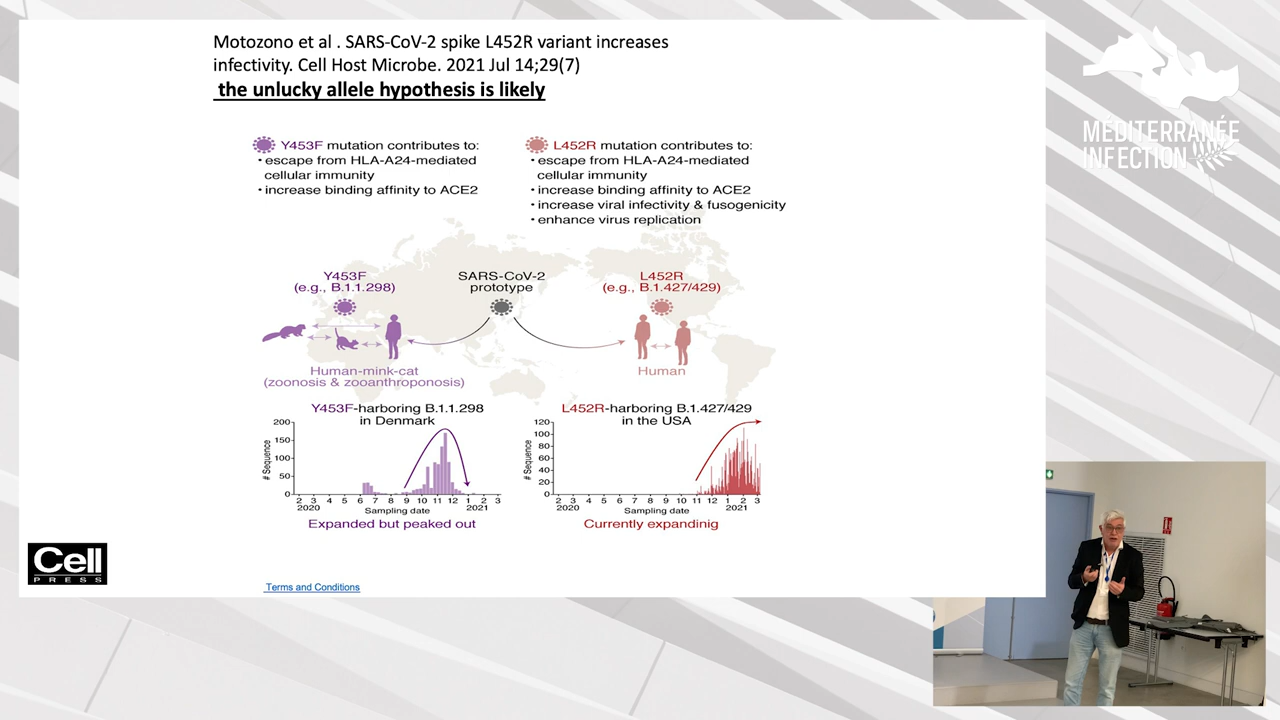 Motozono et al . SARS-CoV-2 spike L452R variant increases
infectivity. Cell Host Microbe. 2021 Jul 14;29(7)
the unlucky allele hypothesis is likely
MÉDITERRANÉE
INFECTION
Y453F mutation contributes to:
• escape from HLA-A24-mediated
cellular immunity
• increase binding affinity to ACE2
L452R mutation contributes to:
• escape from HLA-A24-mediated
cellular immunity
• increase binding affinity to ACE2
• increase viral infectivity & fusogenicity
• enhance virus replication
Y453F
(e.g., B.1.1.298)
SARS-CoV-2
prototype
L452R
(e.g., B.1.427/429)
Human-mink-cat
(zoonosis & zooanthroponosis)
Human
Y453F-harboring B.1.1.298
in Denmark
# Sequence
200
150
100
50
0
2 3 4 5 6 7 8 9 10 11 12 1 2 3
2020 2021
Sampling date
Expanded but peaked out
L452R-harboring B.1.427/429
in the USA
# Sequence
120
100
80
60
40
20
0
2 3 4 5 6 7 8 9 10 11 12 1 2 3
2020 2021
Sampling date
Currently expandinig
Cell
PRESS
Terms and Conditions